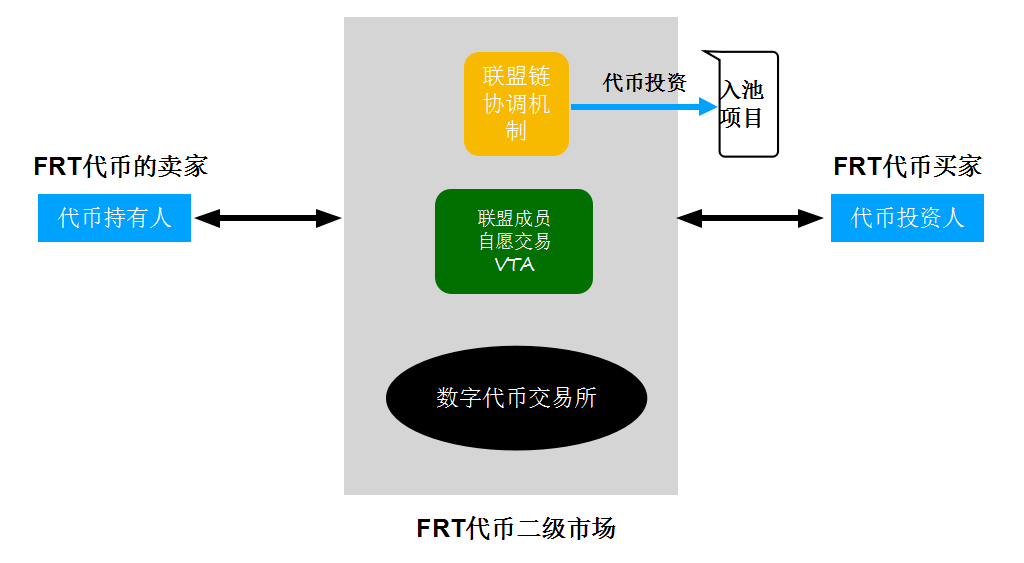 联盟链
协调机
制
代币投资
入池
项目
FRT代币的卖家
代币持有人
联盟成员
自愿交易
VTA
FRT代币买家
代币投资人
数字代币交易所
FRT代币二级市场